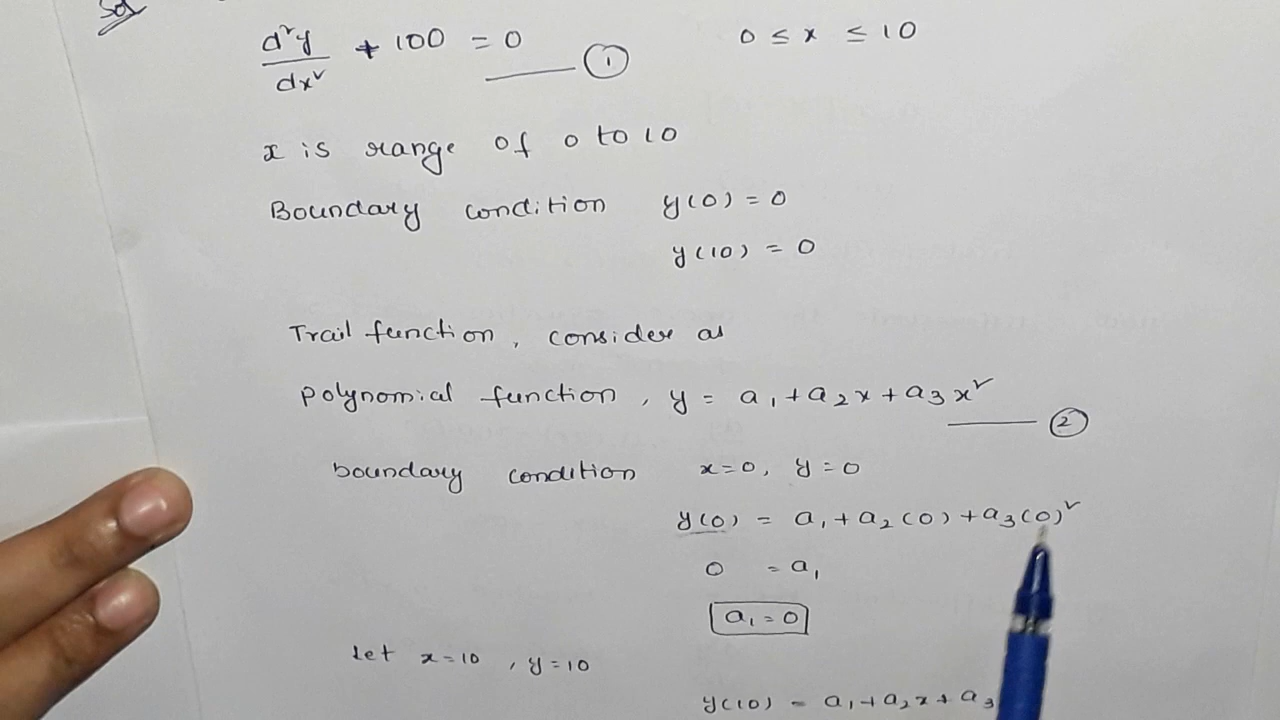 Sol
d²y/dx² + 100 = 0 ——— ① 0 ≤ x ≤ 10
x is range of 0 to 10
Boundary condition y(0) = 0
y(10) = 0
Trail function, consider as
polynomial function, y = a₁+a₂x+a₃x² ——— ②
boundary condition x=0, y=0
y(0) = a₁+a₂(0)+a₃(0)²
0 = a₁
a₁=0
let x=10, y=10
y(10) = a₁+a₂x+a₃